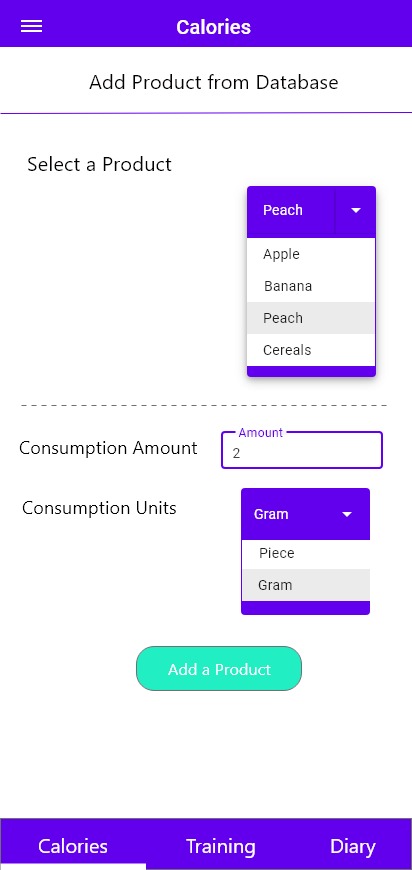 Calories
Add Product from Database
Select a Product
Peach
Apple
Banana
Peach
Cereals
Amount
Consumption Amount 2
Consumption Units Gram
Piece
Gram
Add a Product
Calories Training Diary